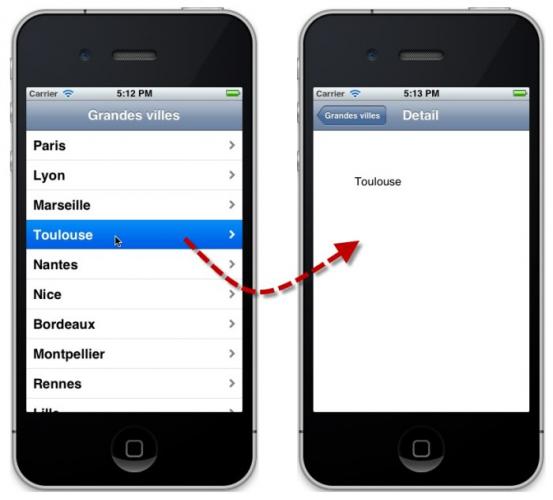 Carrier 5:12 PM
Grandes villes
Paris
Lyon
Marseille
Toulouse
Nantes
Nice
Bordeaux
Montpellier
Rennes
Lille
Carrier 5:13 PM
Grandes villes Detail
Toulouse